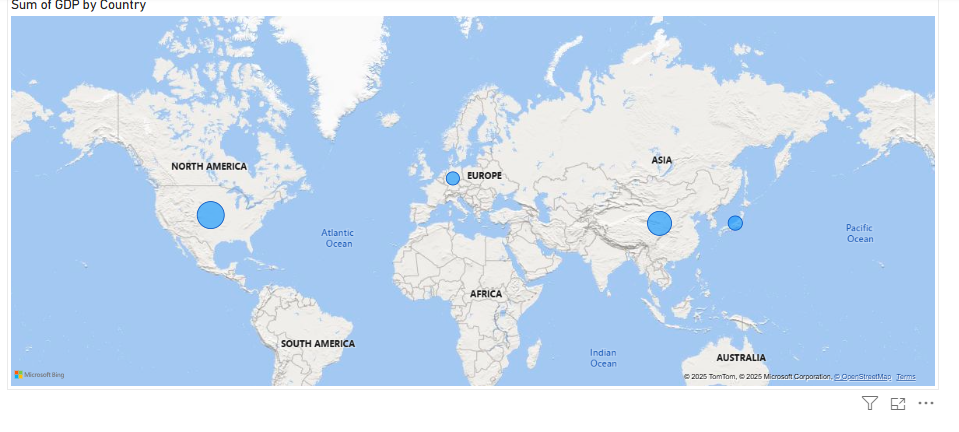 Sum of GDP by Country
NORTH AMERICA
EUROPE
ASIA
Atlantic
Ocean
Pacific
Ocean
AFRICA
SOUTH AMERICA
Indian
Ocean
AUSTRALIA
Microsoft Bing
© 2025 TomTom, © 2025 Microsoft Corporation, © OpenStreetMap Terms